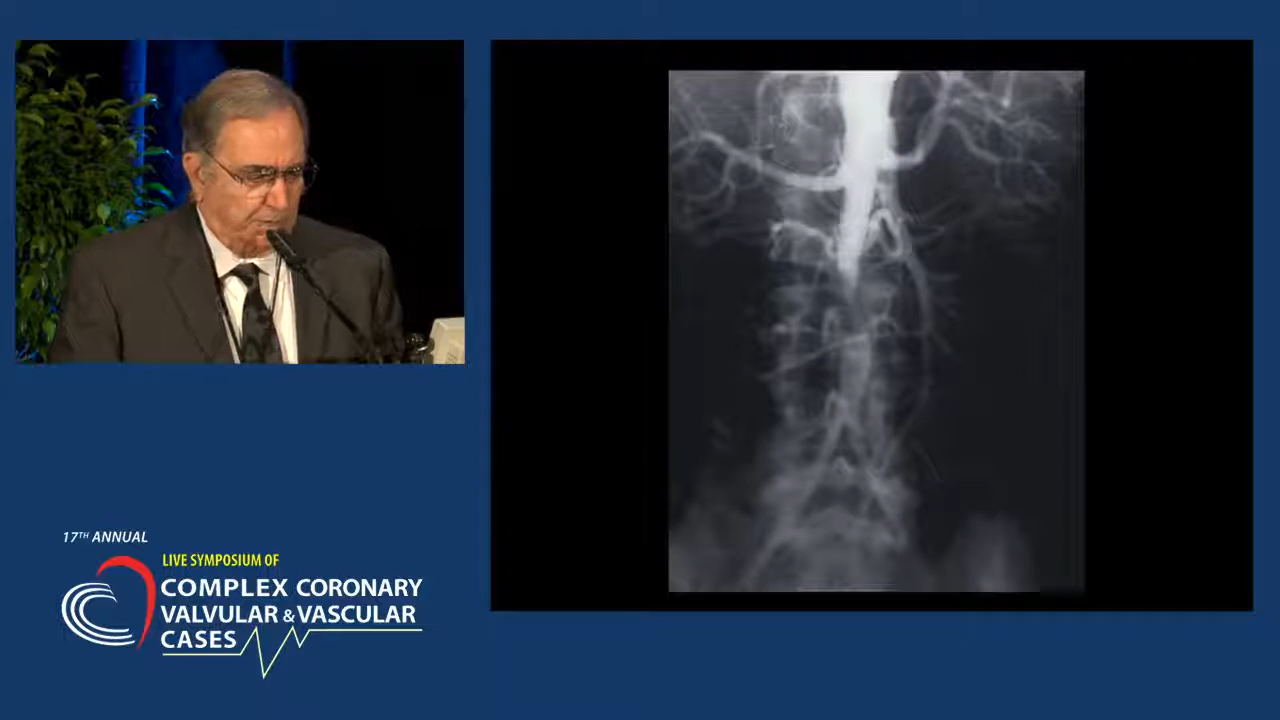 17TH ANNUAL
LIVE SYMPOSIUM OF
COMPLEX CORONARY
VALVULAR & VASCULAR
CASES